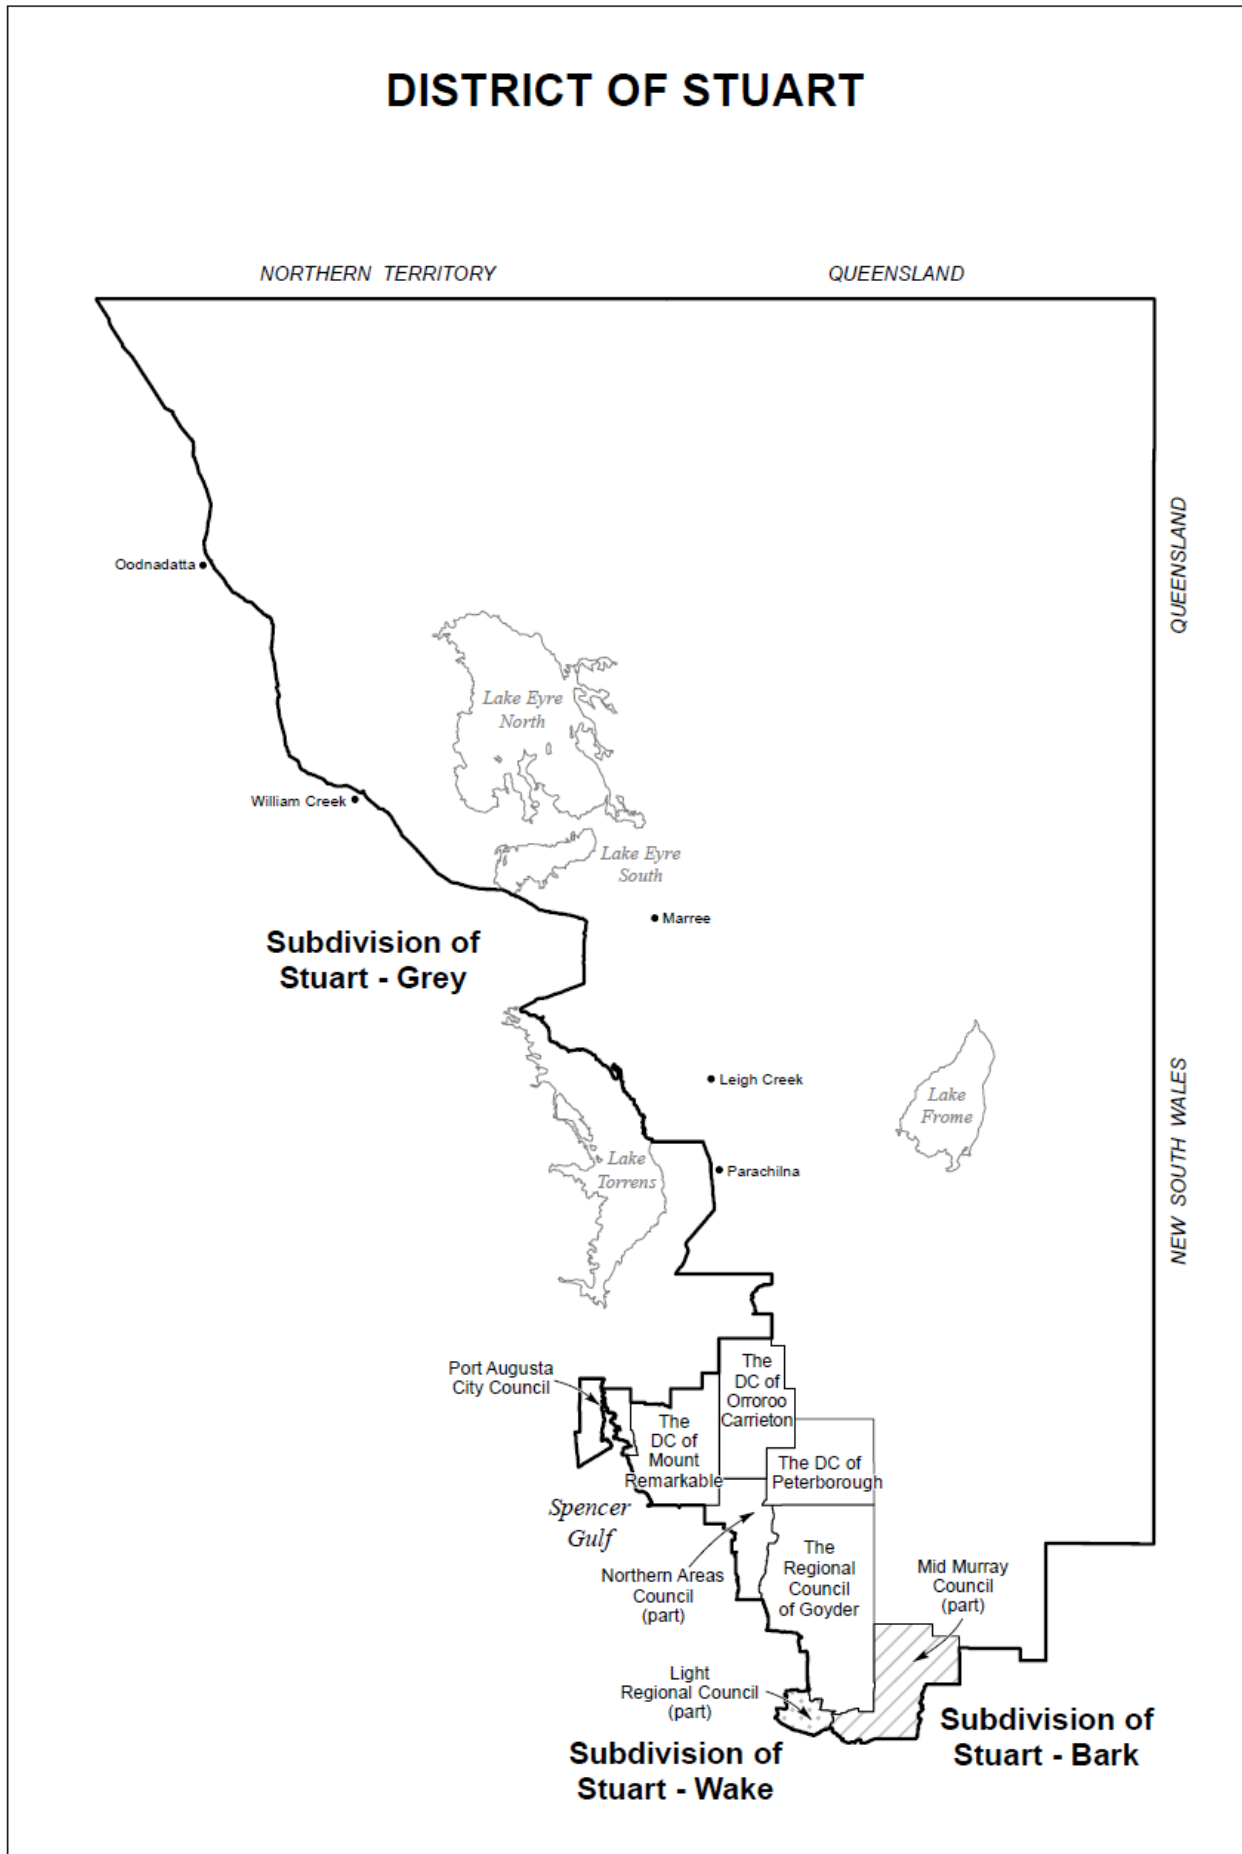 DISTRICT OF STUART
NORTHERN TERRITORY
QUEENSLAND
QUEENSLAND
Oodnadatta
Lake Eyre
North
William Creek
Lake Eyre
South
Marree
Subdivision of
Stuart - Grey
Leigh Creek
Lake
Frome
NEW SOUTH WALES
Lake
Torrens
Parachilna
Port Augusta
City Council
The
DC of
Orroroo
Carrieton
The
DC of
Mount
Remarkable
The DC of
Peterborough
Spencer
Gulf
Northern Areas
Council
(part)
The
Regional
Council
of Goyder
Mid Murray
Council
(part)
Light
Regional Council
(part)
Subdivision of
Stuart - Bark
Subdivision of
Stuart - Wake